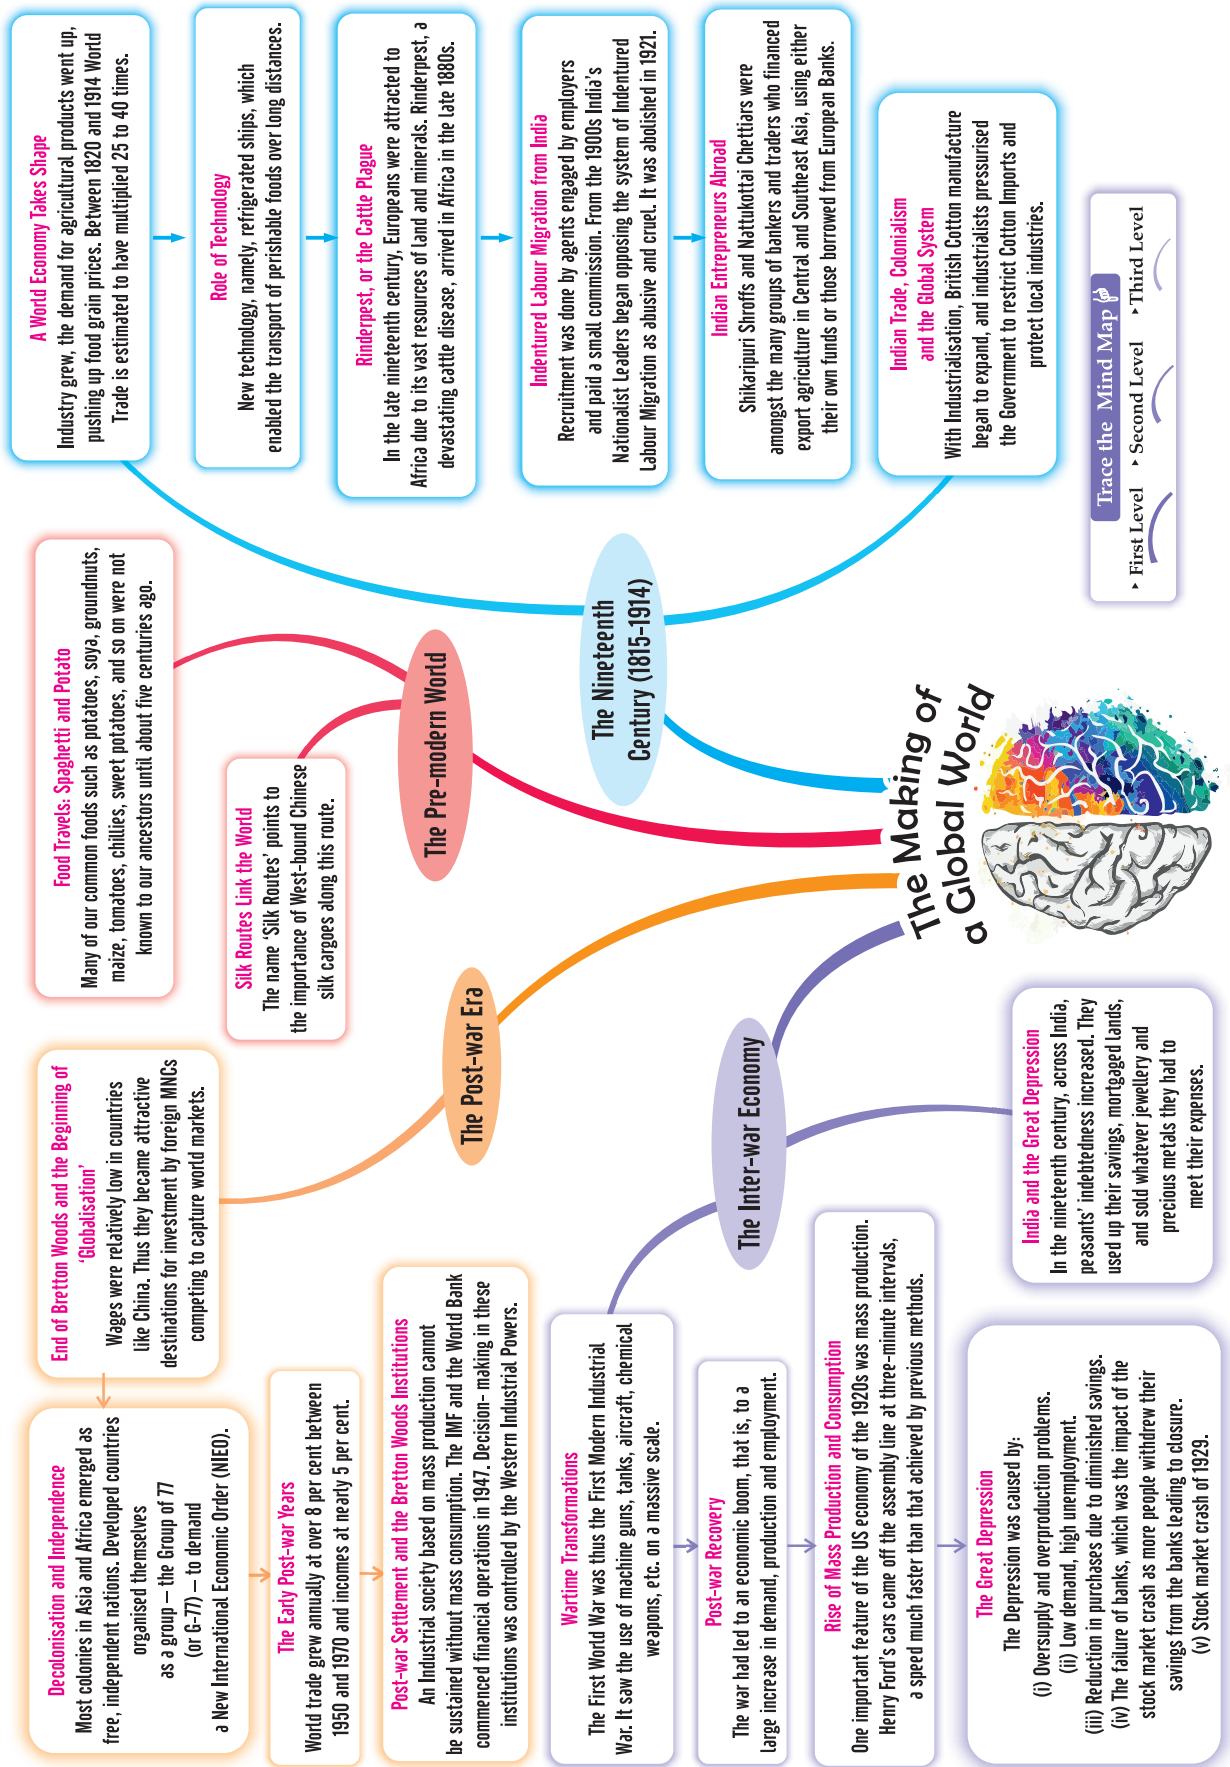 A World Economy Takes Shape
Industry grew, the demand for agricultural products went up,
pushing up food grain prices. Between 1820 and 1914 World
Trade is estimated to have multiplied 25 to 40 times.
Role of Technology
New technology, namely, refrigerated ships, which
enabled the transport of perishable foods over long distances.
Rinderpest, or the Cattle Plague
In the late nineteenth century, Europeans were attracted to
Africa due to its vast resources of land and minerals. Rinderpest, a
devastating cattle disease, arrived in Africa in the late 1880s.
Indentured Labour Migration from India
Recruitment was done by agents engaged by employers
and paid a small commission. From the 1900s India's
Nationalist Leaders began opposing the system of Indentured
Labour Migration as abusive and cruel. It was abolished in 1921.
Indian Entrepreneurs Abroad
Shikaripuri Shroffs and Nattukottai Chettiars were
amongst the many groups of bankers and traders who financed
export agriculture in Central and Southeast Asia, using either
their own funds or those borrowed from European Banks.
Indian Trade, Colonialism
and the Global System
With Industrialisation, British Cotton manufacture
began to expand, and industrialists pressurised
the Government to restrict Cotton Imports and
protect local industries.
Trace the Mind Map
First Level
Second Level
Third Level
Food Travels: Spaghetti and Potato
Many of our common foods such as potatoes, soya, groundnuts,
maize, tomatoes, chillies, sweet potatoes, and so on were not
known to our ancestors until about five centuries ago.
Silk Routes Link the World
The name 'Silk Routes' points to
the importance of West-bound Chinese
silk cargoes along this route.
The Pre-modern World
The Nineteenth
Century (1815-1914)
The Making of
a Global World
The Post-war Era
The Inter-war Economy
End of Bretton Woods and the Beginning of
'Globalisation'
Wages were relatively low in countries
like China. Thus they became attractive
destinations for investment by foreign MNCs
competing to capture world markets.
Decolonisation and Independence
Most colonies in Asia and Africa emerged as
free, independent nations. Developed countries
organised themselves
as a group — the Group of 77
(or G-77) — to demand
a New International Economic Order (NIEO).
The Early Post-war Years
World trade grew annually at over 8 per cent between
1950 and 1970 and incomes at nearly 5 per cent.
Post-war Settlement and the Bretton Woods Institutions
An Industrial society based on mass production cannot
be sustained without mass consumption. The IMF and the World Bank
commenced financial operations in 1947. Decision- making in these
institutions was controlled by the Western Industrial Powers.
Wartime Transformations
The First World War was thus the First Modern Industrial
War. It saw the use of machine guns, tanks, aircraft, chemical
weapons, etc. on a massive scale.
Post-war Recovery
The war had led to an economic boom, that is, to a
large increase in demand, production and employment.
Rise of Mass Production and Consumption
One important feature of the US economy of the 1920s was mass production.
Henry Ford's cars came off the assembly line at three-minute intervals,
a speed much faster than that achieved by previous methods.
The Great Depression
The Depression was caused by:
(i) Oversupply and overproduction problems.
(ii) Low demand, high unemployment.
(iii) Reduction in purchases due to diminished savings.
(iv) The failure of banks, which was the impact of the
stock market crash as more people withdrew their
savings from the banks leading to closure.
(v) Stock market crash of 1929.
India and the Great Depression
In the nineteenth century, across India,
peasants' indebtedness increased. They
used up their savings, mortgaged lands,
and sold whatever jewellery and
precious metals they had to
meet their expenses.